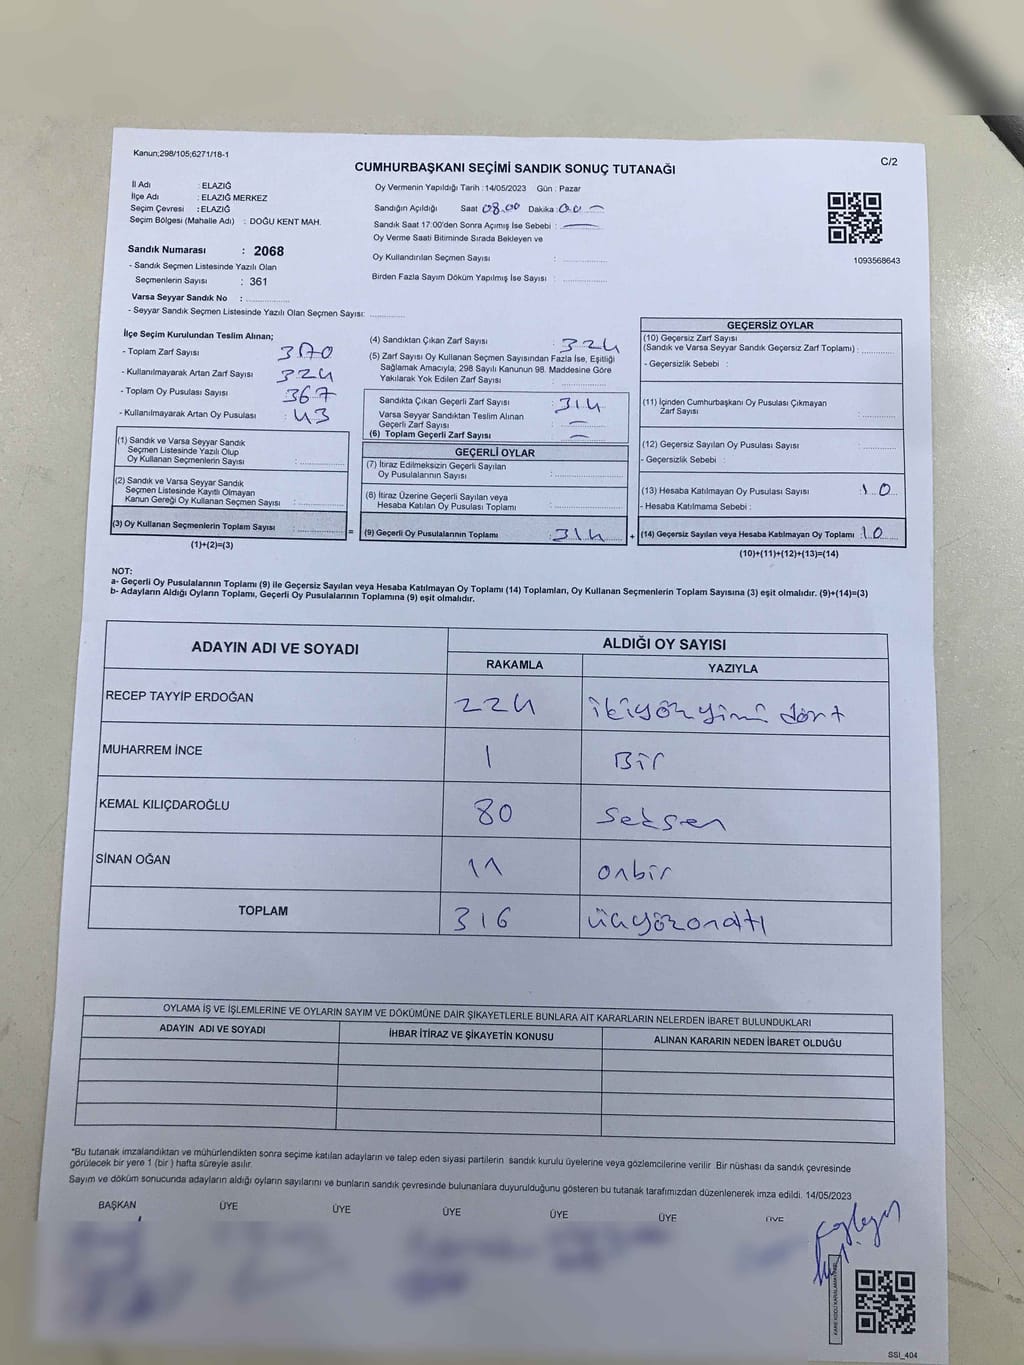 Kanun;298/105;6271/18-1
C/2
CUMHURBAŞKANI SEÇİMİ SANDIK SONUÇ TUTANAĞI
İl Adı : ELAZIĞ
İlçe Adı : ELAZIĞ MERKEZ
Seçim Çevresi : ELAZIĞ
Seçim Bölgesi (Mahalle Adı) : DOĞU KENT MAH.
Sandık Numarası : 2068
- Sandık Seçmen Listesinde Yazılı Olan
Seçmenlerin Sayısı : 361
Varsa Seyyar Sandık No :
- Seyyar Sandık Seçmen Listesinde Yazılı Olan Seçmen Sayısı:
Oy Vermenin Yapıldığı Tarih : 14/05/2023 Gün : Pazar
Sandığın Açıldığı Saat 08.00 Dakika : 00
Sandık Saat 17:00'den Sonra Açımış İse Sebebi :
Oy Verme Saati Bitiminde Sırada Bekleyen ve
Oy Kullandırılan Seçmen Sayısı :
Birden Fazla Sayım Döküm Yapılmış İse Sayısı :
1093568643
İlçe Seçim Kurulundan Teslim Alınan;
- Toplam Zarf Sayısı : 370
- Kullanılmayarak Artan Zarf Sayısı : 324
- Toplam Oy Pusulası Sayısı : 367
- Kullanılmayarak Artan Oy Pusulası : 43
(1) Sandık ve Varsa Seyyar Sandık
Seçmen Listesinde Yazılı Olup
Oy Kullanan Seçmenlerin Sayısı :
(2) Sandık ve Varsa Seyyar Sandık
Seçmen Listesinde Kayıtlı Olmayan
Kanun Gereği Oy Kullanan Seçmen Sayısı :
(3) Oy Kullanan Seçmenlerin Toplam Sayısı :
(1)+(2)=(3)
=
(4) Sandıktan Çıkan Zarf Sayısı : 324
(5) Zarf Sayısı Oy Kullanan Seçmen Sayısından Fazla İse, Eşitliği
Sağlamak Amacıyla, 298 Sayılı Kanunun 98. Maddesine Göre
Yakılarak Yok Edilen Zarf Sayısı :
Sandıkta Çıkan Geçerli Zarf Sayısı : 314
Varsa Seyyar Sandıktan Teslim Alınan
Geçerli Zarf Sayısı : —
(6) Toplam Geçerli Zarf Sayısı : —
GEÇERLİ OYLAR
(7) İtiraz Edilmeksizin Geçerli Sayılan
Oy Pusulalarının Sayısı :
(8) İtiraz Üzerine Geçerli Sayılan veya
Hesaba Katılan Oy Pusulası Toplamı :
(9) Geçerli Oy Pusulalarının Toplamı : 314
+
GEÇERSİZ OYLAR
(10) Geçersiz Zarf Sayısı
(Sandık ve Varsa Seyyar Sandık Geçersiz Zarf Toplamı) :
- Geçersizlik Sebebi :
(11) İçinden Cumhurbaşkanı Oy Pusulası Çıkmayan
Zarf Sayısı :
(12) Geçersiz Sayılan Oy Pusulası Sayısı :
- Geçersizlik Sebebi :
(13) Hesaba Katılmayan Oy Pusulası Sayısı : 10
- Hesaba Katılmama Sebebi :
(14) Geçersiz Sayılan veya Hesaba Katılmayan Oy Toplamı : 10
(10)+(11)+(12)+(13)=(14)
NOT:
a- Geçerli Oy Pusulalarının Toplamı (9) ile Geçersiz Sayılan veya Hesaba Katılmayan Oy Toplamı (14) Toplamları, Oy Kullanan Seçmenlerin Toplam Sayısına (3) eşit olmalıdır. (9)+(14)=(3)
b- Adayların Aldığı Oyların Toplamı, Geçerli Oy Pusulalarının Toplamına (9) eşit olmalıdır.
ADAYIN ADI VE SOYADI ALDIĞI OY SAYISI
RAKAMLA YAZIYLA
RECEP TAYYİP ERDOĞAN 224 ikiyözyimi dört
MUHARREM İNCE 1 Bir
KEMAL KILIÇDAROĞLU 80 Seksen
SİNAN OĞAN 11 onbir
TOPLAM 316 üçyözonaltı
OYLAMA İŞ VE İŞLEMLERİNE VE OYLARIN SAYIM VE DÖKÜMÜNE DAİR ŞİKAYETLERLE BUNLARA AİT KARARLARIN NELERDEN İBARET BULUNDUKLARI
ADAYIN ADI VE SOYADI İHBAR İTİRAZ VE ŞİKAYETİN KONUSU ALINAN KARARIN NEDEN İBARET OLDUĞU
*Bu tutanak imzalandıktan ve mühürlendikten sonra seçime katılan adayların ve talep eden siyasi partilerin sandık kurulu üyelerine veya gözlemcilerine verilir. Bir nüshası da sandık çevresinde
görülecek bir yere 1 (bir) hafta süreyle asılır.
Sayım ve döküm sonucunda adayların aldığı oyların sayılarını ve bunların sandık çevresinde bulunanlara duyurulduğunu gösteren bu tutanak tarafımızdan düzenlenerek imza edildi. 14/05/2023
BAŞKAN ÜYE ÜYE ÜYE ÜYE ÜYE ÜYE
SSI_404